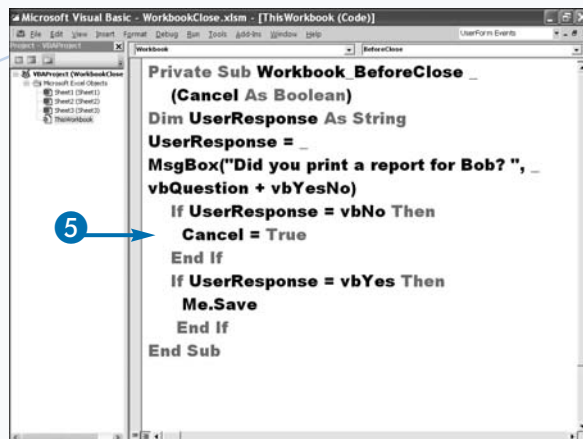 Microsoft Visual Basic - WorkbookClose.xlsm - [ThisWorkbook (Code)]
File Edit View Insert Format Debug Run Tools Add-Ins Window Help
UserForm Events
Project - VBAProject
Workbook
BeforeClose
VBAProject (WorkbookClose
Microsoft Excel Objects
Sheet1 (Sheet1)
Sheet2 (Sheet2)
Sheet3 (Sheet3)
ThisWorkbook
Private Sub Workbook_BeforeClose _
(Cancel As Boolean)
Dim UserResponse As String
UserResponse = _
MsgBox("Did you print a report for Bob? ", _
vbQuestion + vbYesNo)
If UserResponse = vbNo Then
5
Cancel = True
End If
If UserResponse = vbYes Then
Me.Save
End If
End Sub